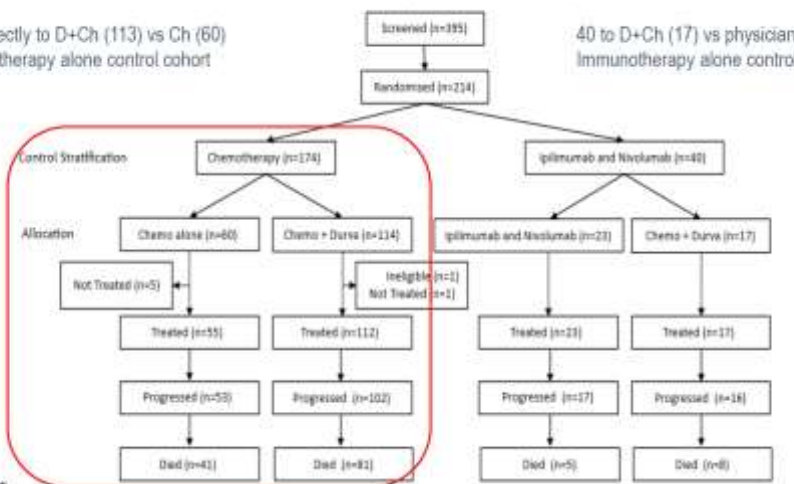 ectly to D+Ch (113) vs Ch (60)
therapy alone control cohort
40 to D+Ch (17) vs physician
Immunotherapy alone control
Screened (n=395)
Randomised (n=214)
Control Stratification
Chemotherapy (n=174)
Ipilimumab and Nivolumab (n=40)
Allocation
Chemo alone (n=60)
Chemo + Durva (n=114)
Ipilimumab and Nivolumab (n=23)
Chemo + Durva (n=17)
Not Treated (n=5)
Ineligible (n=1)
Not Treated (n=1)
Treated (n=55)
Treated (n=112)
Treated (n=23)
Treated (n=17)
Progressed (n=53)
Progressed (n=102)
Progressed (n=17)
Progressed (n=16)
Died (n=41)
Died (n=81)
Died (n=5)
Died (n=8)